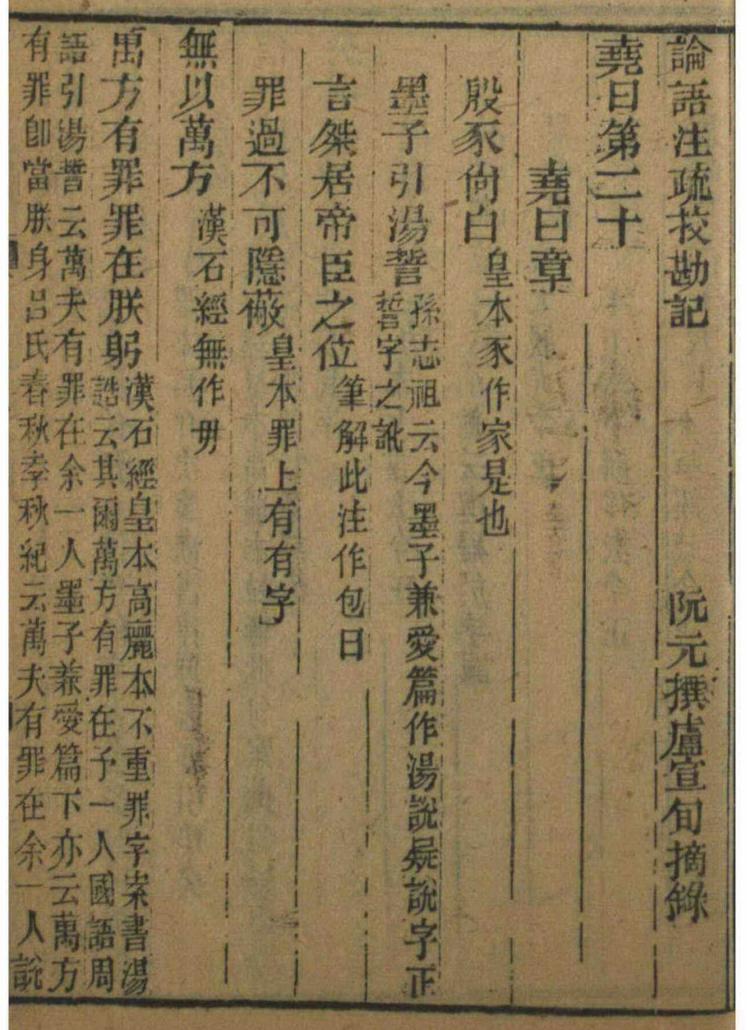 論語注疏挍勘記　阮元撰盧宣旬摘錄
堯曰第二十
堯曰章
殷豕尙白
皇本豕作家是也
墨子引湯誓
孫志祖云今墨子兼愛篇作湯說疑說字正
誓字之訛
言桀居帝臣之位
筆解此注作包曰
罪過不可隱蔽
皇本罪上有有字
無以萬方
漢石經無作毋
萬方有罪罪在朕躬
漢石經皇本高麗本不重罪字案書湯
誥云其爾萬方有罪在予一人國語周
語引湯誓云萬夫有罪在余一人墨子兼愛篇下亦云萬方
有罪卽當朕身呂氏春秋季秋紀云萬夫有罪在余一人說